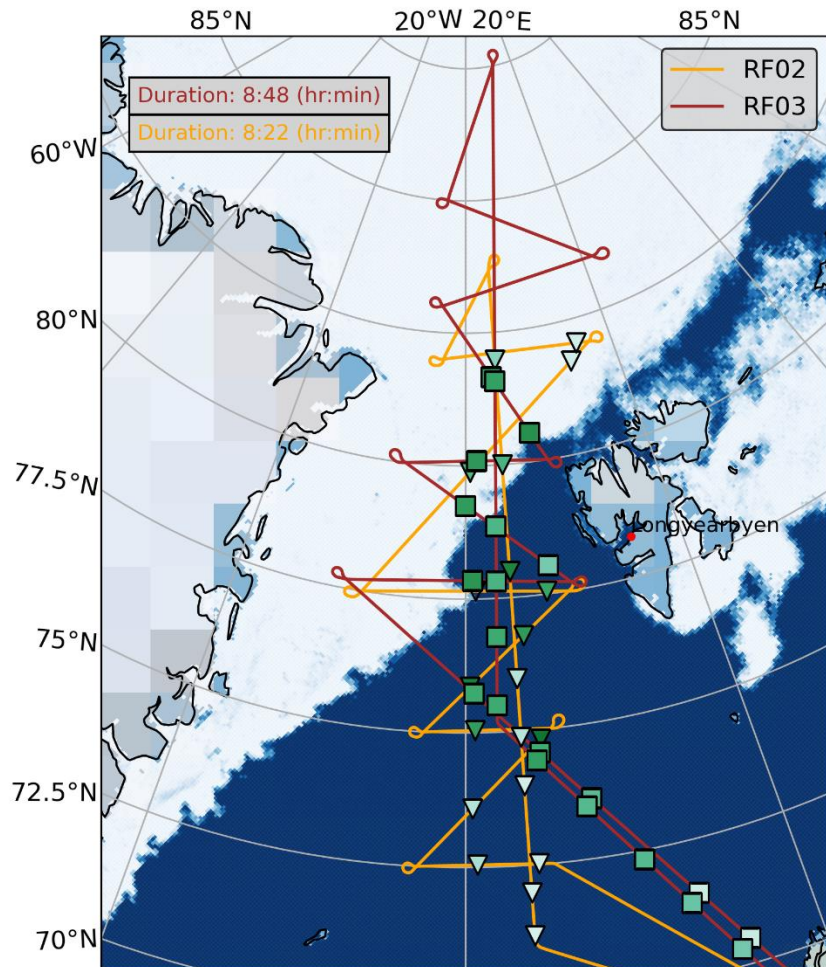 85°N
20°W 20°E
85°N
RF02
RF03
Duration: 8:48 (hr:min)
Duration: 8:22 (hr:min)
60°W
80°N
77.5°N
Longyearbyen
75°N
72.5°N
70°N